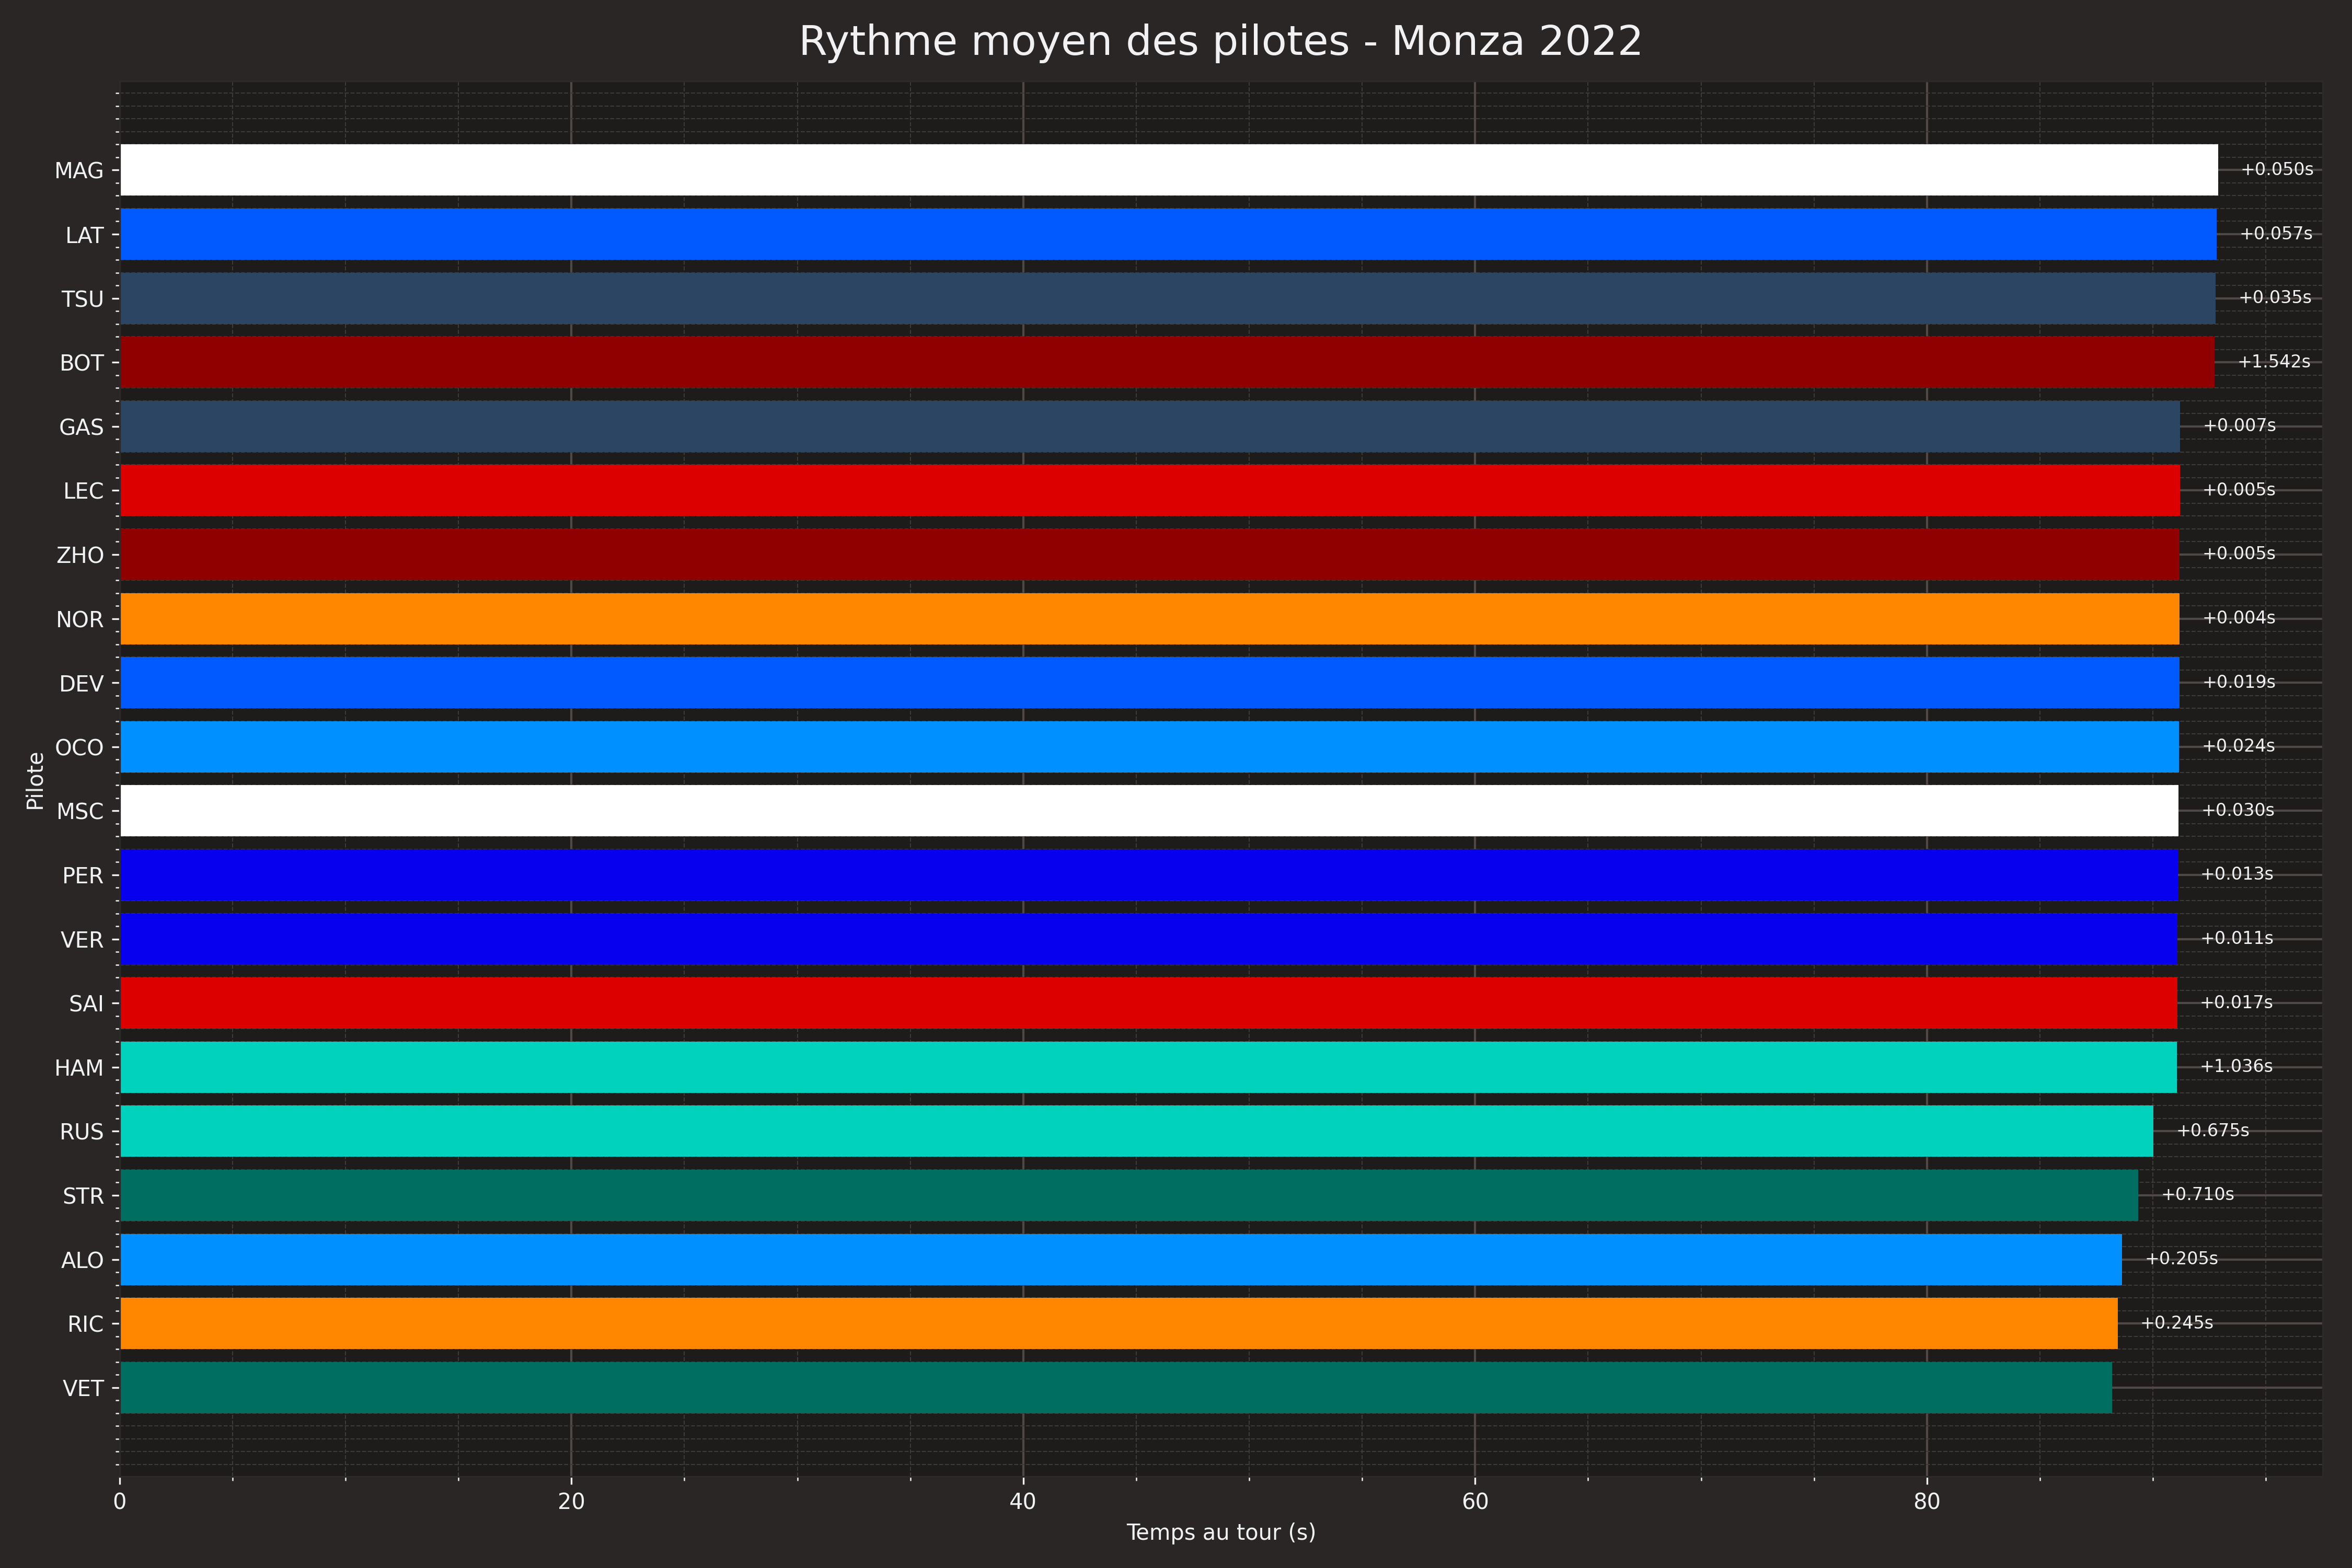 Rythme moyen des pilotes - Monza 2022
MAG +0.050s
LAT +0.057s
TSU +0.035s
BOT +1.542s
GAS +0.007s
LEC +0.005s
ZHO +0.005s
NOR +0.004s
DEV +0.019s
OCO +0.024s
MSC +0.030s
PER +0.013s
VER +0.011s
SAI +0.017s
HAM +1.036s
RUS +0.675s
STR +0.710s
ALO +0.205s
RIC +0.245s
VET
Pilote
0 20 40 60 80
Temps au tour (s)